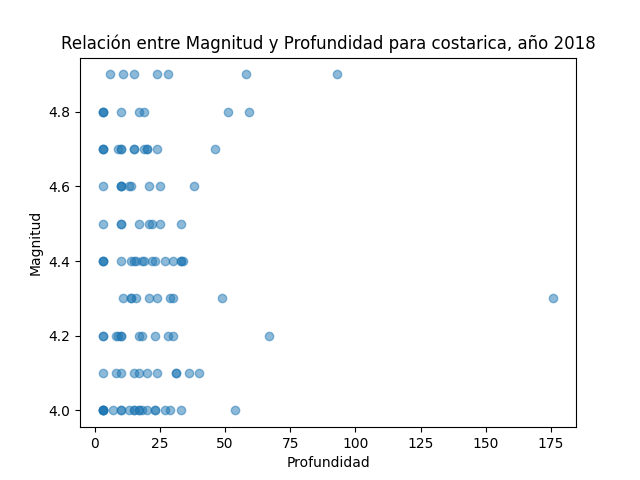 Relación entre Magnitud y Profundidad para costarica, año 2018
4.8
4.6
4.4
4.2
4.0
Magnitud
0 25 50 75 100 125 150 175
Profundidad